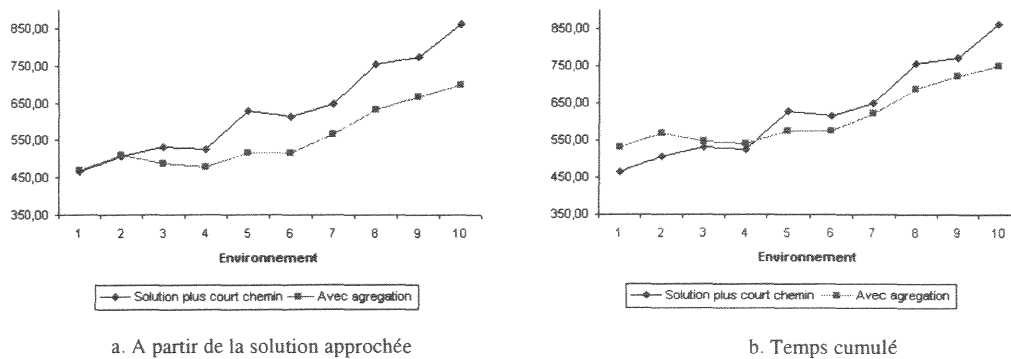 850,00
750,00
650,00
550,00
450,00
350,00
1 2 3 4 5 6 7 8 9 10
Environnement
Solution plus court chemin Avec agregation
a. A partir de la solution approchée
850,00
750,00
650,00
550,00
450,00
350,00
1 2 3 4 5 6 7 8 9 10
Environnement
Solution plus court chemin Avec agregation
b. Temps cumulé